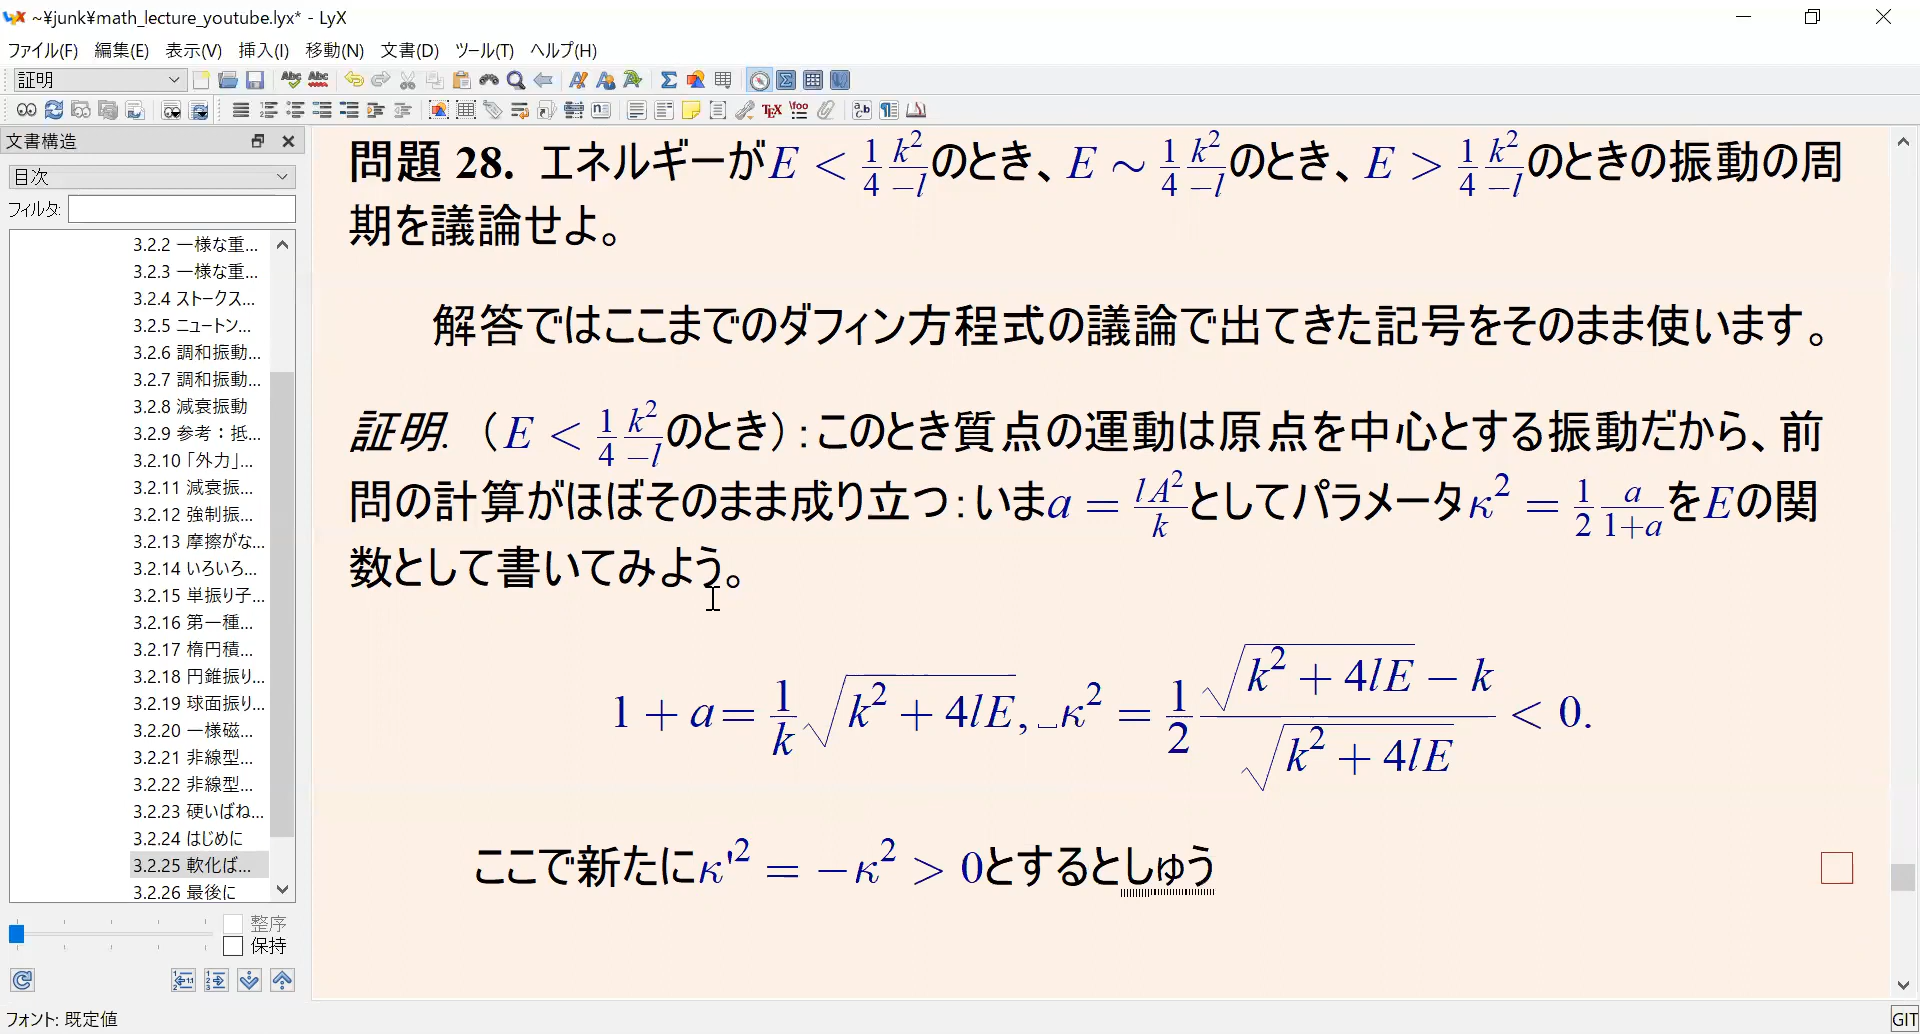 ~¥junk¥math_lecture_youtube.lyx* - LyX
ファイル(F) 編集(E) 表示(V) 挿入(I) 移動(N) 文書(D) ツール(T) ヘルプ(H)
証明
文書構造
目次
フィルタ:
3.2.2 一様な重...
3.2.3 一様な重...
3.2.4 ストークス...
3.2.5 ニュートン...
3.2.6 調和振動...
3.2.7 調和振動...
3.2.8 減衰振動
3.2.9 参考：抵...
3.2.10 「外力」...
3.2.11 減衰振...
3.2.12 強制振...
3.2.13 摩擦がな...
3.2.14 いろいろ...
3.2.15 単振り子...
3.2.16 第一種...
3.2.17 楕円積...
3.2.18 円錐振り...
3.2.19 球面振り...
3.2.20 一様磁...
3.2.21 非線型...
3.2.22 非線型...
3.2.23 硬いばね...
3.2.24 はじめに
3.2.25 軟化ば...
3.2.26 最後に
整序
保持
フォント: 既定値
問題 28. エネルギーがE < \frac{1}{4}\frac{k^2}{-l}のとき、E ∼ \frac{1}{4}\frac{k^2}{-l}のとき、E > \frac{1}{4}\frac{k^2}{-l}のときの振動の周
期を議論せよ。
解答ではここまでのダフィン方程式の議論で出てきた記号をそのまま使います。
証明. （E < \frac{1}{4}\frac{k^2}{-l}のとき）：このとき質点の運動は原点を中心とする振動だから、前
問の計算がほぼそのまま成り立つ：いまa = \frac{lA^2}{k}としてパラメータκ^2 = \frac{1}{2}\frac{a}{1+a}をEの関
数として書いてみよう。
1 + a = \frac{1}{k}\sqrt{k^2 + 4lE}, κ^2 = \frac{1}{2}\frac{\sqrt{k^2 + 4lE} - k}{\sqrt{k^2 + 4lE}} < 0.
ここで新たにκ'^2 = -κ^2 > 0とするとしゅう
GIT